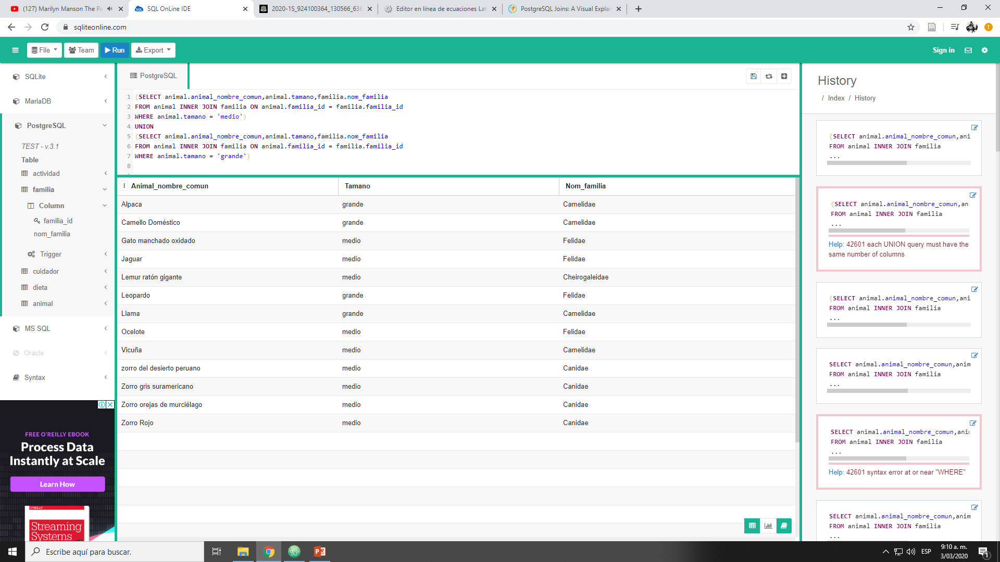 (127) Marilyn Manson The Pa
SQL OnLine IDE
2020-1S_924100364_130566_636
Editor en línea de ecuaciones Lat
PostgreSQL Joins: A Visual Explan
sqliteonline.com
File
Team
Run
Export
Sign in
SQLite
MariaDB
PostgreSQL
TEST - v.3.1
Table
actividad
familia
Column
familia_id
nom_familia
Trigger
cuidador
dieta
animal
MS SQL
Oracle
Syntax
FREE O'REILLY EBOOK
Process Data
Instantly at Scale
Learn How
O'REILLY
Streaming
Systems
PostgreSQL
1 (SELECT animal.animal_nombre_comun,animal.tamano,familia.nom_familia
2 FROM animal INNER JOIN familia ON animal.familia_id = familia.familia_id
3 WHERE animal.tamano = 'medio')
4 UNION
5 (SELECT animal.animal_nombre_comun,animal.tamano,familia.nom_familia
6 FROM animal INNER JOIN familia ON animal.familia_id = familia.familia_id
7 WHERE animal.tamano = 'grande')
8
Animal_nombre_comun Tamano Nom_familia
Alpaca grande Camelidae
Camello Doméstico grande Camelidae
Gato manchado oxidado medio Felidae
Jaguar medio Felidae
Lemur ratón gigante medio Cheirogaleidae
Leopardo grande Felidae
Llama grande Camelidae
Ocelote medio Felidae
Vicuña medio Camelidae
zorro del desierto peruano medio Canidae
Zorro gris suramericano medio Canidae
Zorro orejas de murciélago medio Canidae
Zorro Rojo medio Canidae
History
/ Index / History
(SELECT animal.animal_nombre_comun,ani
FROM animal INNER JOIN familia
...
(SELECT animal.animal_nombre_comun,an
FROM animal INNER JOIN familia
...
Help: 42601 each UNION query must have the
same number of columns
(SELECT animal.animal_nombre_comun,ani
FROM animal INNER JOIN familia
...
SELECT animal.animal_nombre_comun,anim
FROM animal INNER JOIN familia
...
SELECT animal.animal_nombre_comun,anim
FROM animal INNER JOIN familia
...
Help: 42601 syntax error at or near "WHERE"
SELECT animal.animal_nombre_comun,anim
FROM animal INNER JOIN familia
...
Escribe aquí para buscar.
ESP
9:10 a. m.
3/03/2020
1